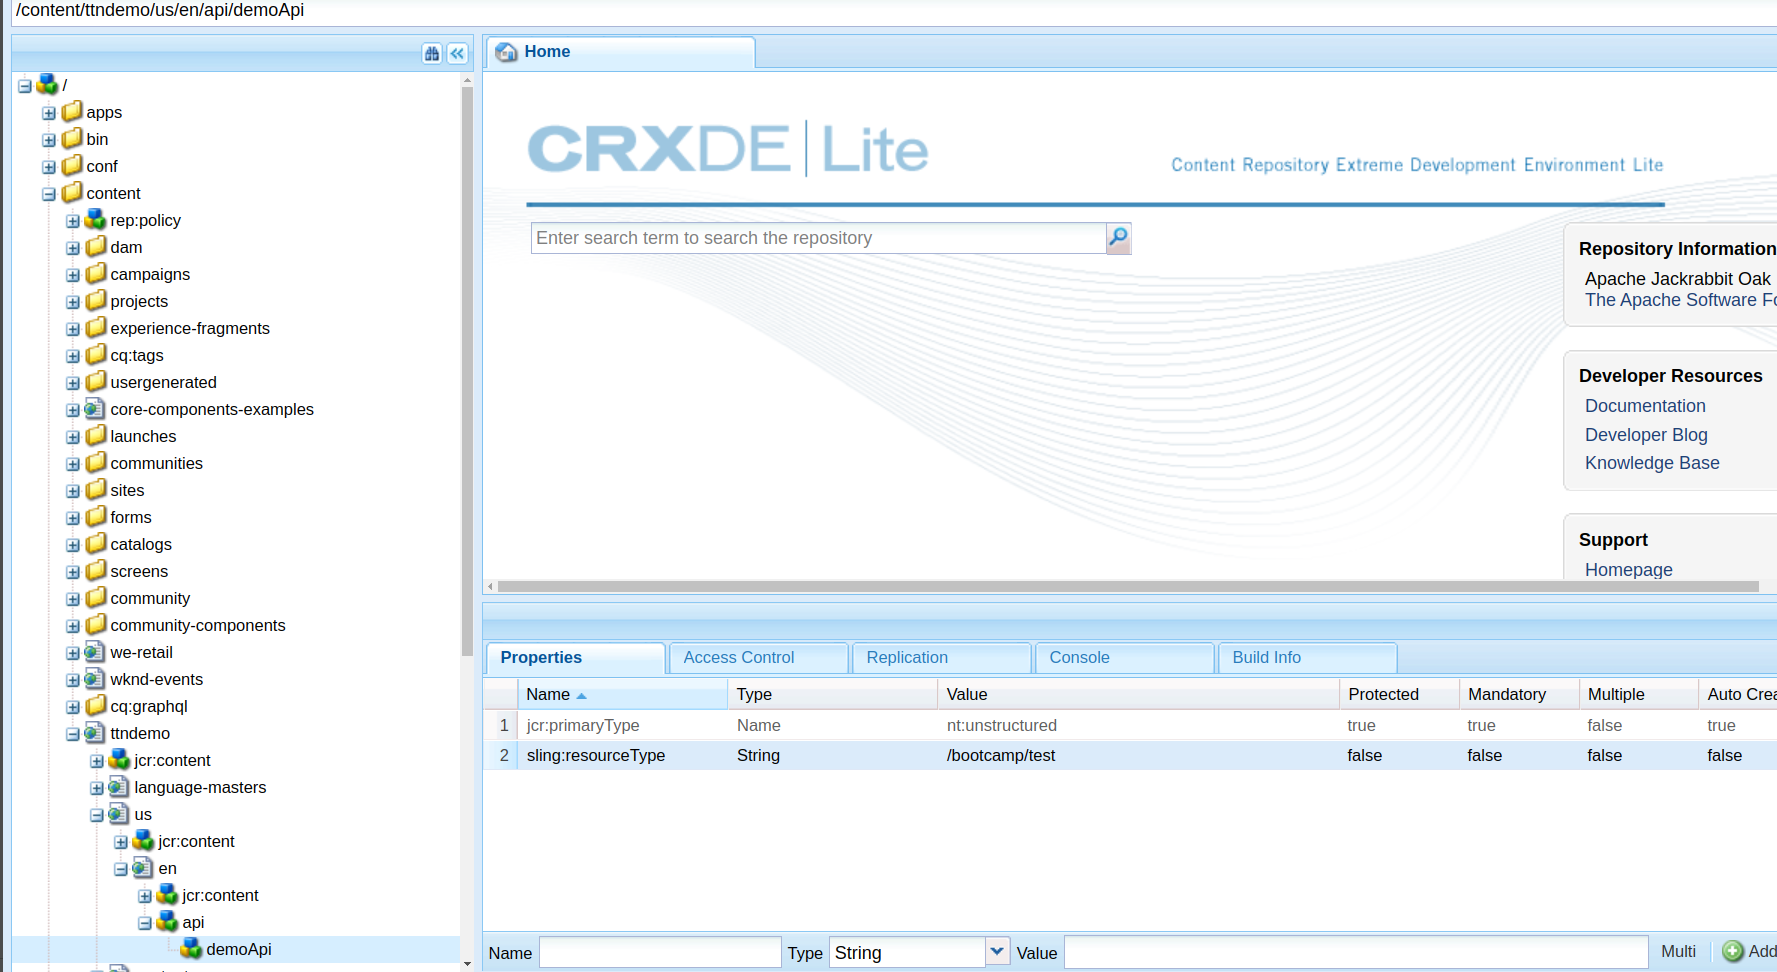 /content/ttndemo/us/en/api/demoApi
Home
/
apps
bin
conf
content
rep:policy
dam
campaigns
projects
experience-fragments
cq:tags
usergenerated
core-components-examples
launches
communities
sites
forms
catalogs
screens
community
community-components
we-retail
wknd-events
cq:graphql
ttndemo
jcr:content
language-masters
us
jcr:content
en
jcr:content
api
demoApi
CRXDE | Lite
Content Repository Extreme Development Environment Lite
Enter search term to search the repository
Repository Information
Apache Jackrabbit Oak
The Apache Software Fo
Developer Resources
Documentation
Developer Blog
Knowledge Base
Support
Homepage
Properties Access Control Replication Console Build Info
Name Type Value Protected Mandatory Multiple Auto Crea
1 jcr:primaryType Name nt:unstructured true true false true
2 sling:resourceType String /bootcamp/test false false false false
Name Type String Value Multi Add